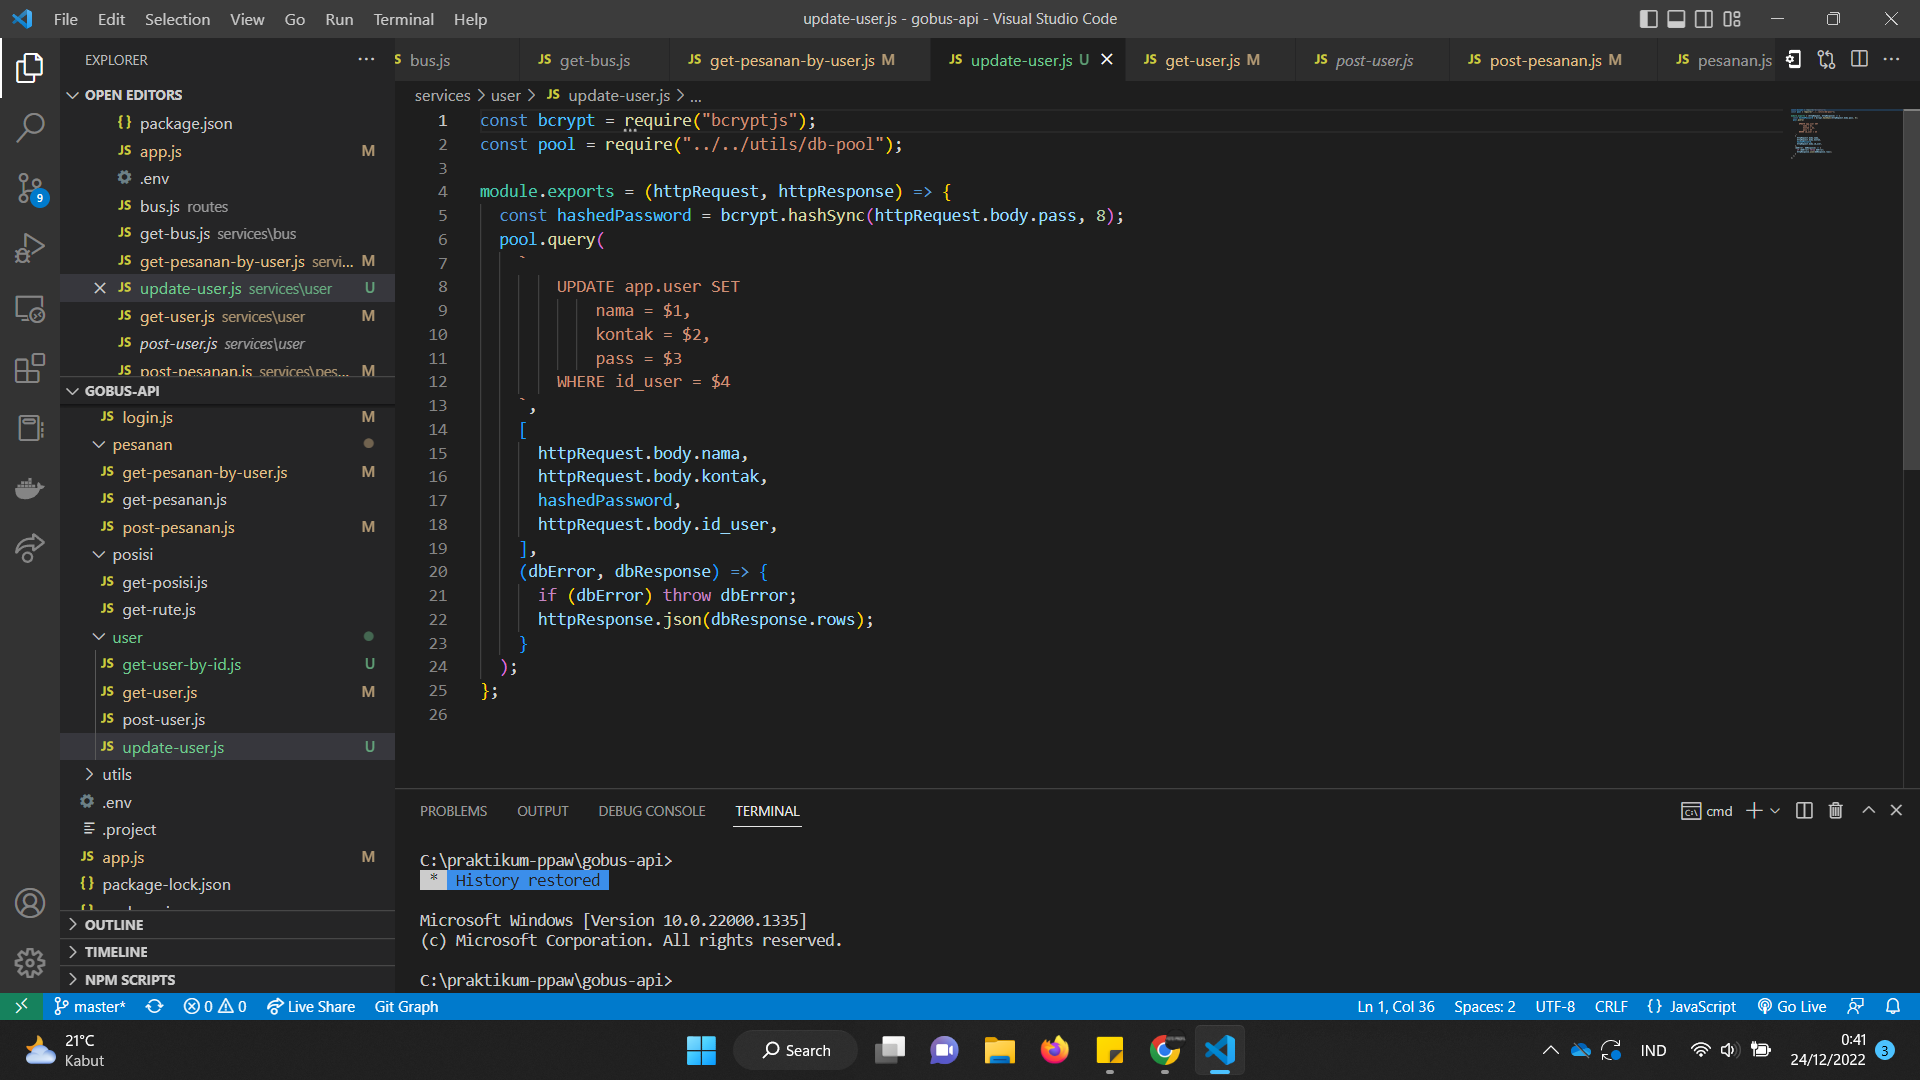 File Edit Selection View Go Run Terminal Help
update-user.js - gobus-api - Visual Studio Code
EXPLORER
OPEN EDITORS
{} package.json
JS app.js M
.env
JS bus.js routes
JS get-bus.js services\bus
JS get-pesanan-by-user.js servi... M
JS update-user.js services\user U
JS get-user.js services\user M
JS post-user.js services\user
JS post-pesanan.js services\pes... M
GOBUS-API
JS login.js M
pesanan
JS get-pesanan-by-user.js M
JS get-pesanan.js
JS post-pesanan.js M
posisi
JS get-posisi.js
JS get-rute.js
user
JS get-user-by-id.js U
JS get-user.js M
JS post-user.js
JS update-user.js U
utils
.env
.project
JS app.js M
{} package-lock.json
OUTLINE
TIMELINE
NPM SCRIPTS
9
bus.js JS get-bus.js JS get-pesanan-by-user.js M JS update-user.js U JS get-user.js M JS post-user.js JS post-pesanan.js M JS pesanan.js
services > user > JS update-user.js > ...
1 const bcrypt = require("bcryptjs");
2 const pool = require("../../utils/db-pool");
3
4 module.exports = (httpRequest, httpResponse) => {
5 const hashedPassword = bcrypt.hashSync(httpRequest.body.pass, 8);
6 pool.query(
7 `
8 UPDATE app.user SET
9 nama = $1,
10 kontak = $2,
11 pass = $3
12 WHERE id_user = $4
13 `,
14 [
15 httpRequest.body.nama,
16 httpRequest.body.kontak,
17 hashedPassword,
18 httpRequest.body.id_user,
19 ],
20 (dbError, dbResponse) => {
21 if (dbError) throw dbError;
22 httpResponse.json(dbResponse.rows);
23 }
24 );
25 };
26
PROBLEMS OUTPUT DEBUG CONSOLE TERMINAL
cmd
C:\praktikum-ppaw\gobus-api>
* History restored
Microsoft Windows [Version 10.0.22000.1335]
(c) Microsoft Corporation. All rights reserved.
C:\praktikum-ppaw\gobus-api>
master* 0 0 Live Share Git Graph
Ln 1, Col 36 Spaces: 2 UTF-8 CRLF {} JavaScript Go Live
21°C
Kabut
Search
IND
0:41
24/12/2022
3